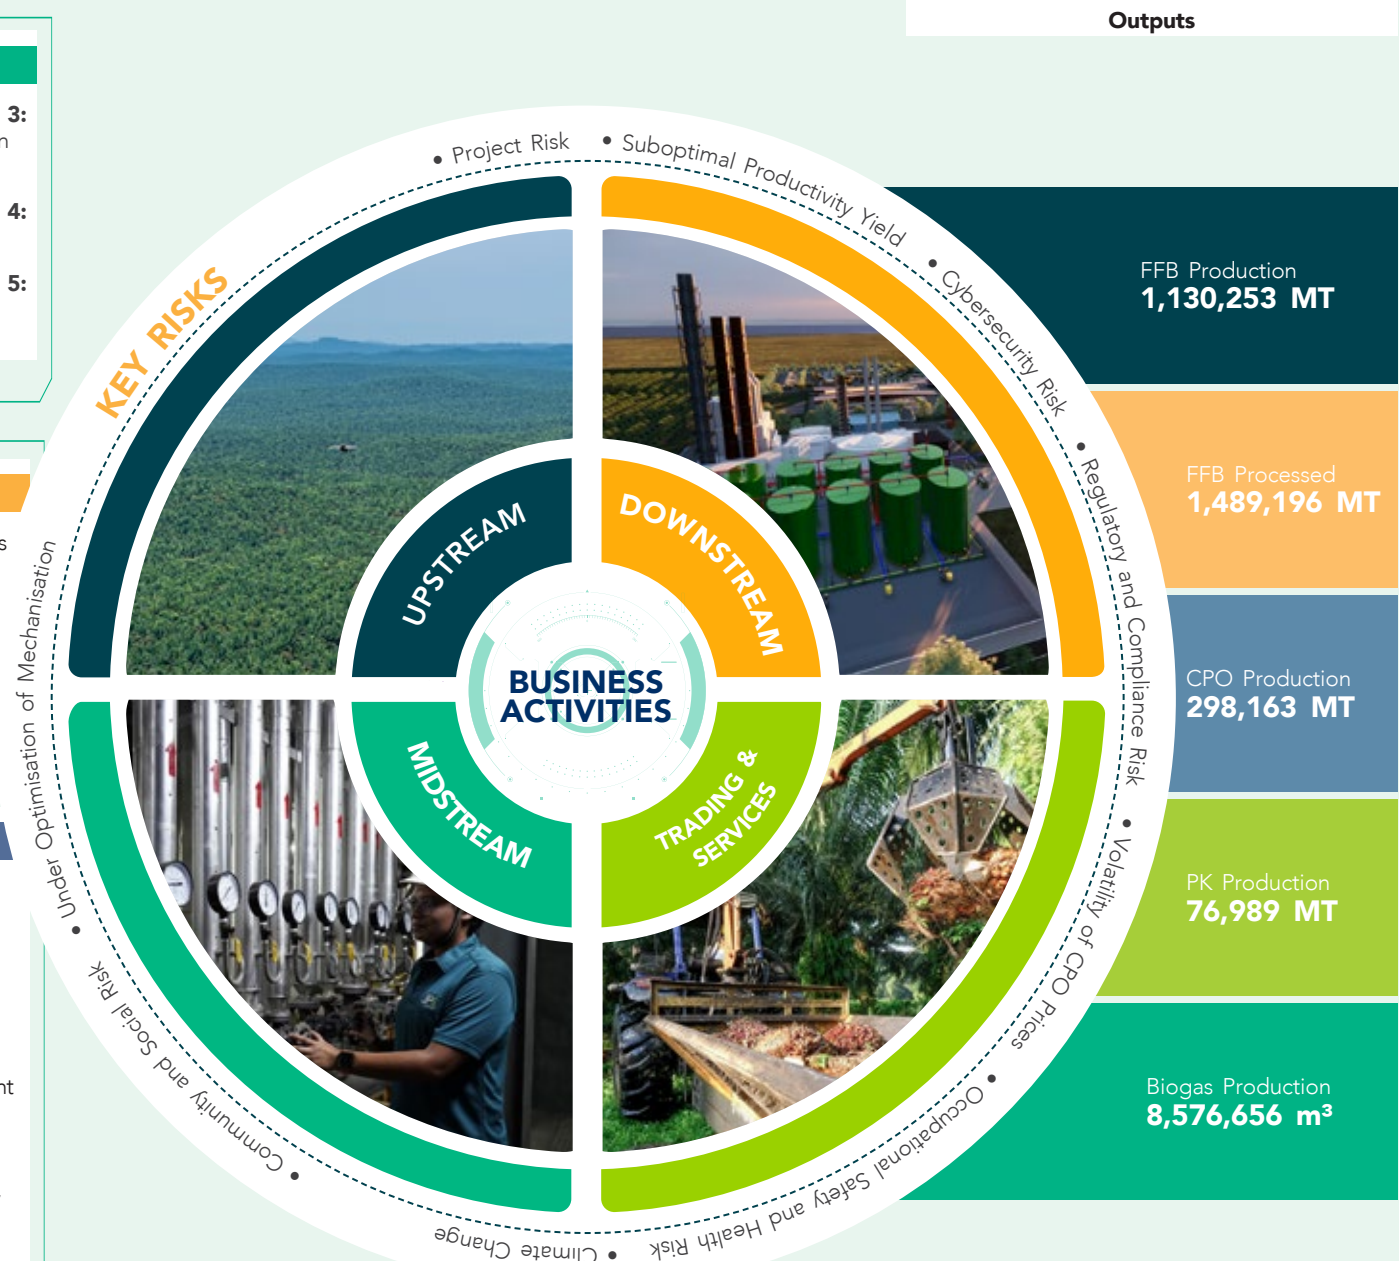 Outputs
3:
n
4:
5:
s
nt
KEY RISKS
• Project Risk
• Suboptimal Productivity Yield
• Cybersecurity Risk
• Regulatory and Compliance Risk
• Volatility of CPO Prices
• Occupational Safety and Health Risk
• Climate Change
• Community and Social Risk
• Under Optimisation of Mechanisation
UPSTREAM
DOWNSTREAM
BUSINESS
ACTIVITIES
MIDSTREAM
TRADING &
SERVICES
FFB Production
1,130,253 MT
FFB Processed
1,489,196 MT
CPO Production
298,163 MT
PK Production
76,989 MT
Biogas Production
8,576,656 m³